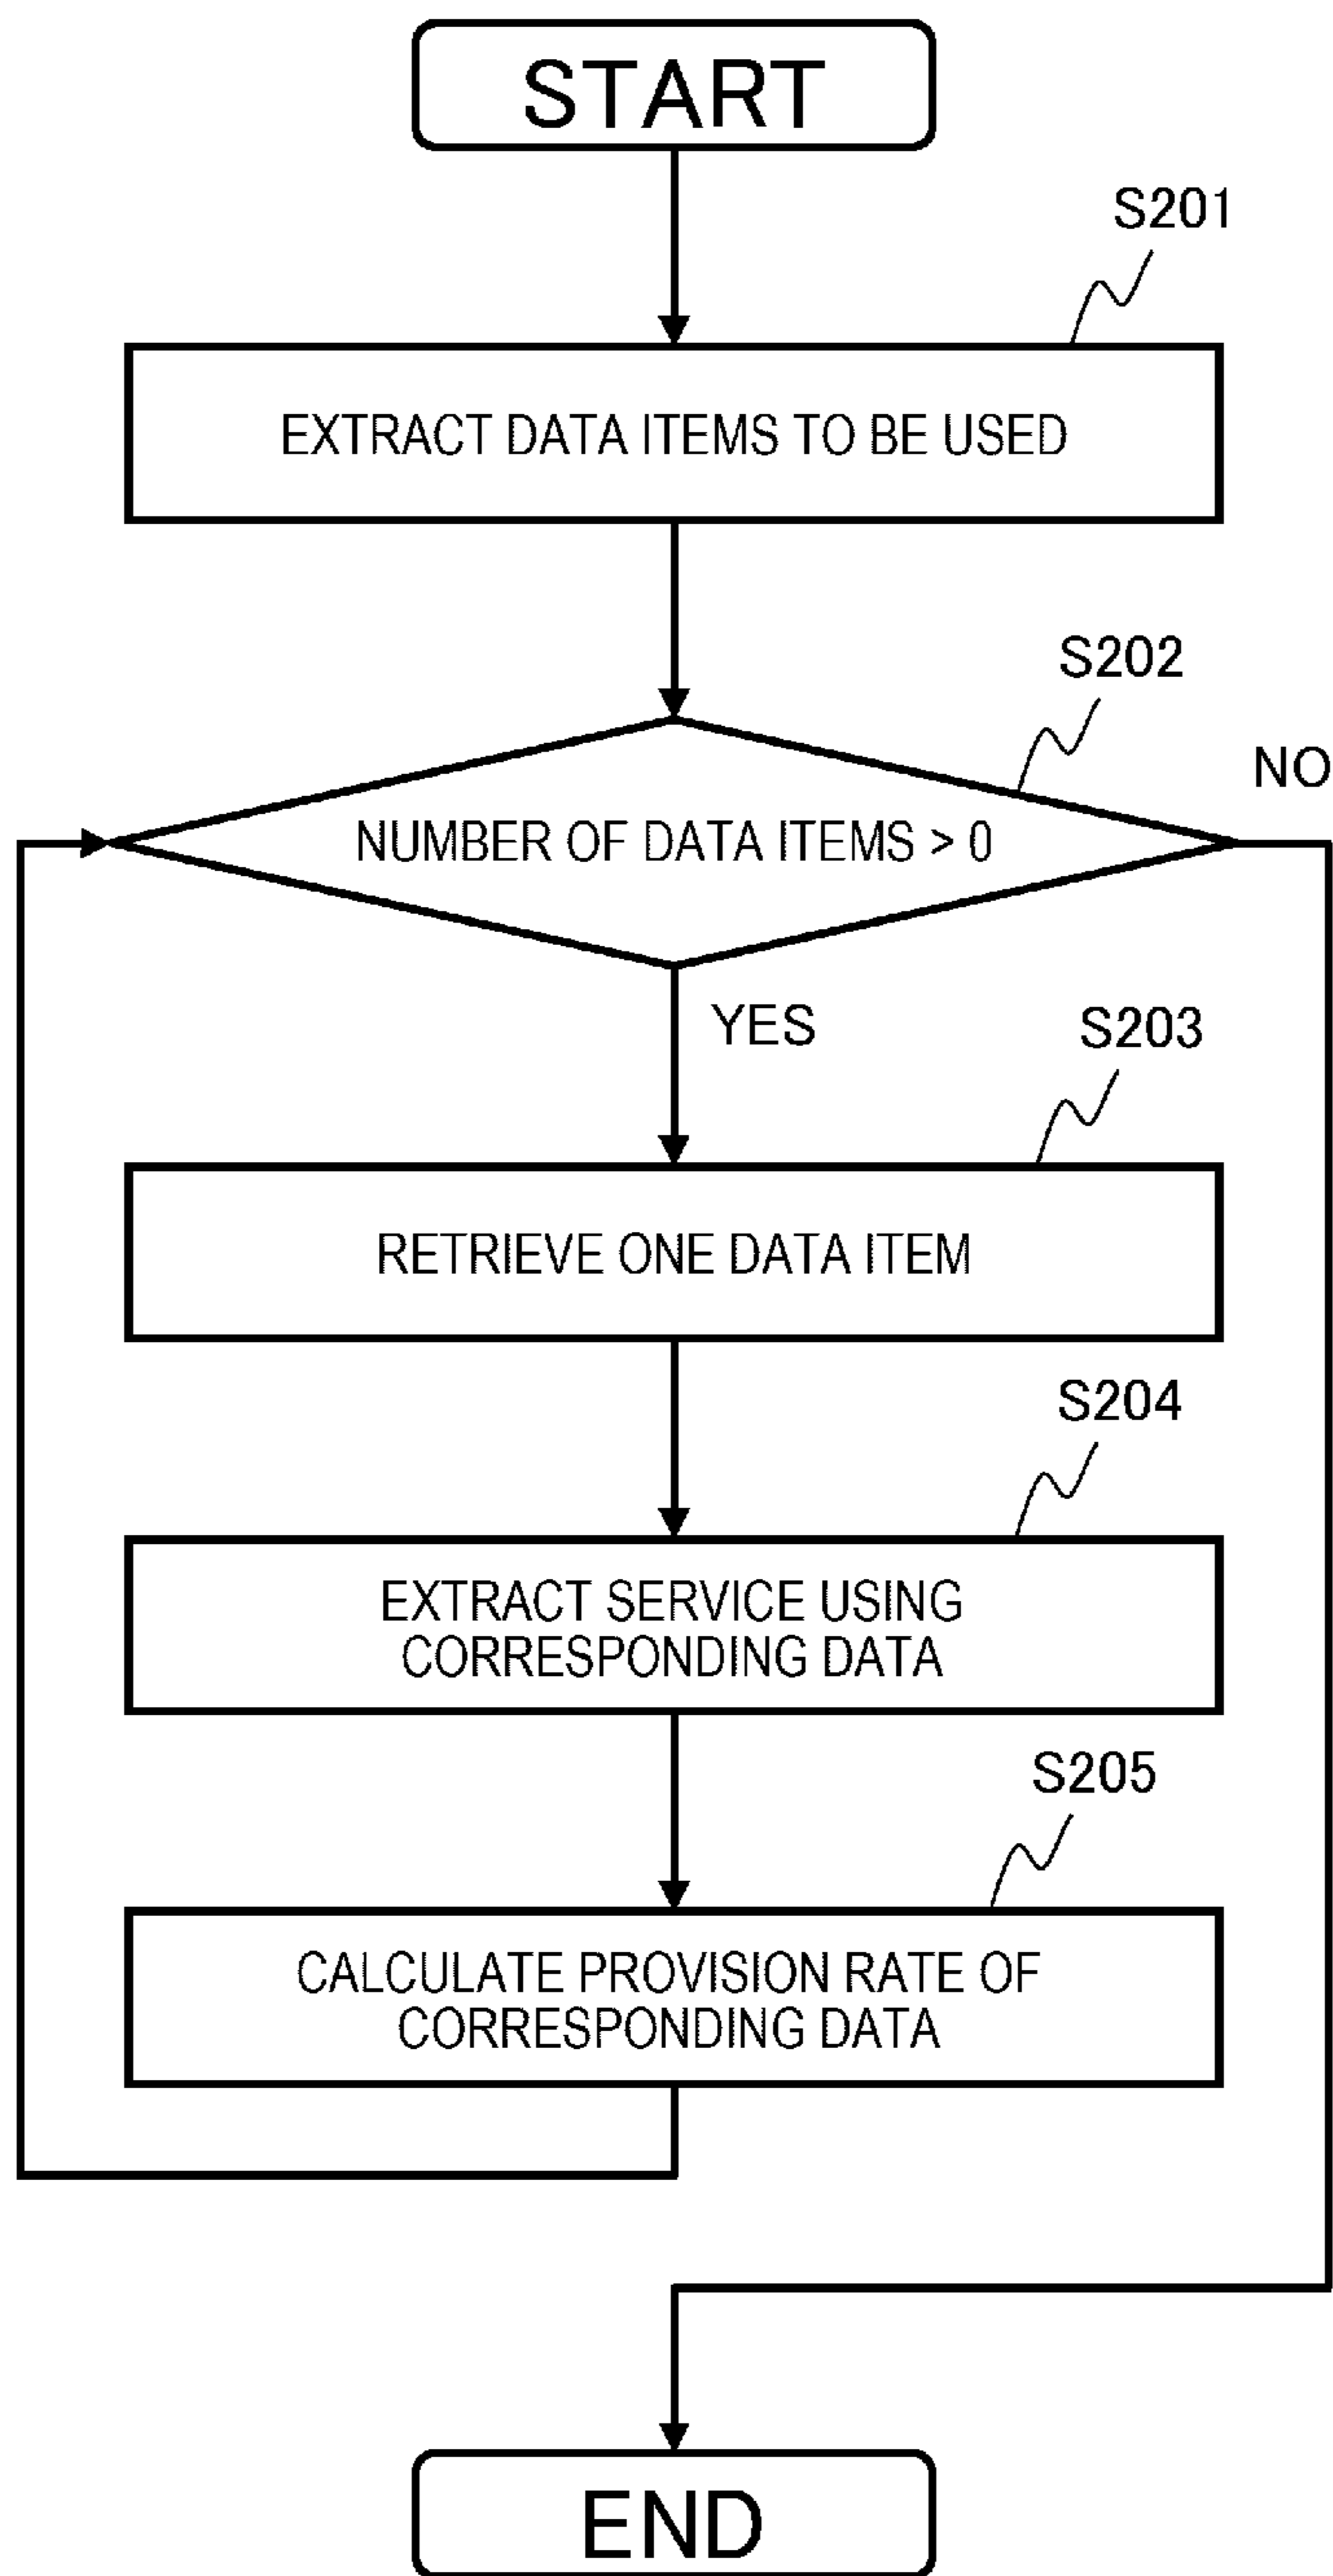 START
S201
EXTRACT DATA ITEMS TO BE USED
S202
NO
NUMBER OF DATA ITEMS > 0
YES
S203
RETRIEVE ONE DATA ITEM
S204
EXTRACT SERVICE USING
CORRESPONDING DATA
S205
CALCULATE PROVISION RATE OF
CORRESPONDING DATA
END